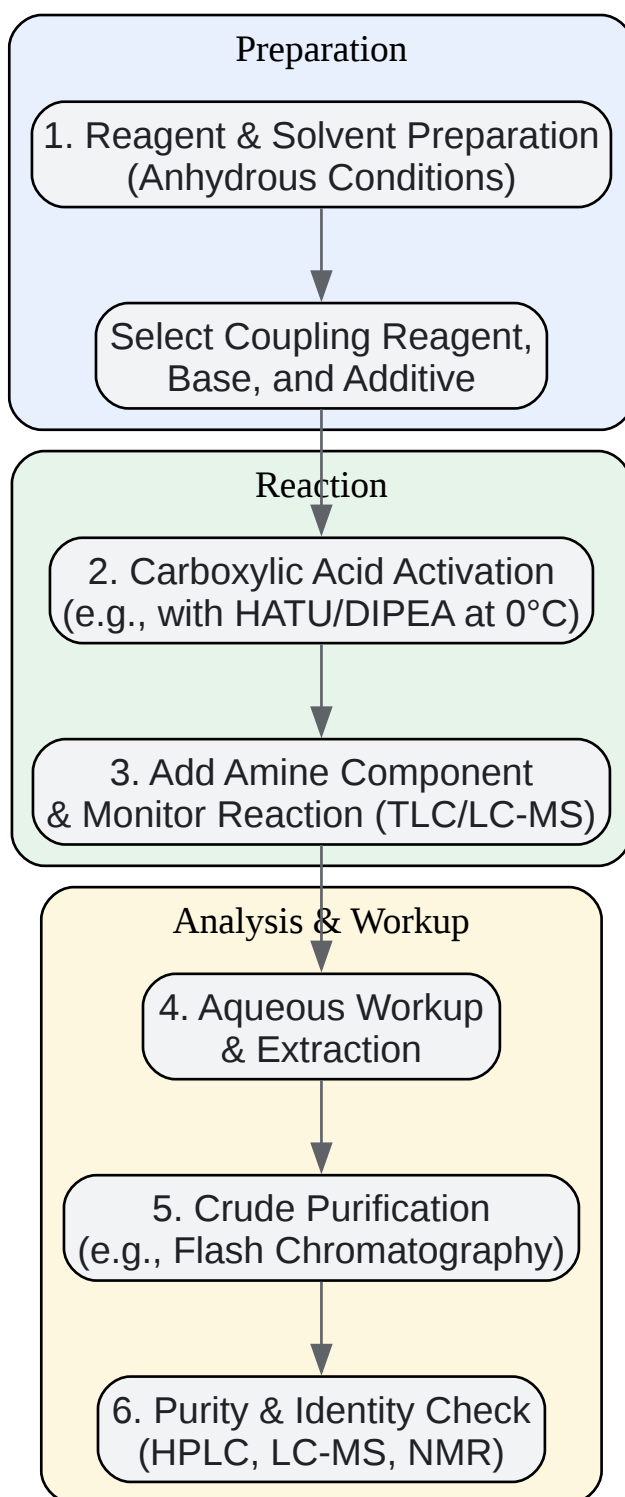 Preparation
1. Reagent & Solvent Preparation
(Anhydrous Conditions)
Select Coupling Reagent,
Base, and Additive
Reaction
2. Carboxylic Acid Activation
(e.g., with HATU/DIPEA at 0°C)
3. Add Amine Component
& Monitor Reaction (TLC/LC-MS)
Analysis & Workup
4. Aqueous Workup
& Extraction
5. Crude Purification
(e.g., Flash Chromatography)
6. Purity & Identity Check
(HPLC, LC-MS, NMR)